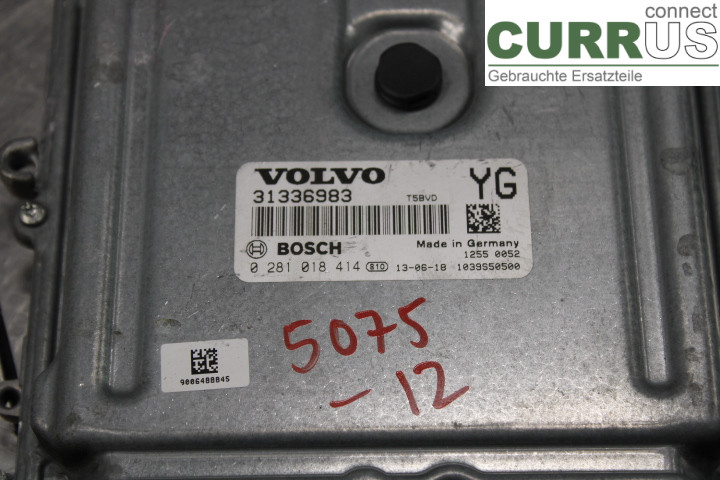 connect
CURRUS
Gebrauchte Ersatzteile
VOLVO
31336983 T5BVD YG
BOSCH Made in Germany
1255 0052
0 281 018 414 B10 13-06-18 1039S50500
5075
-12
9006488845